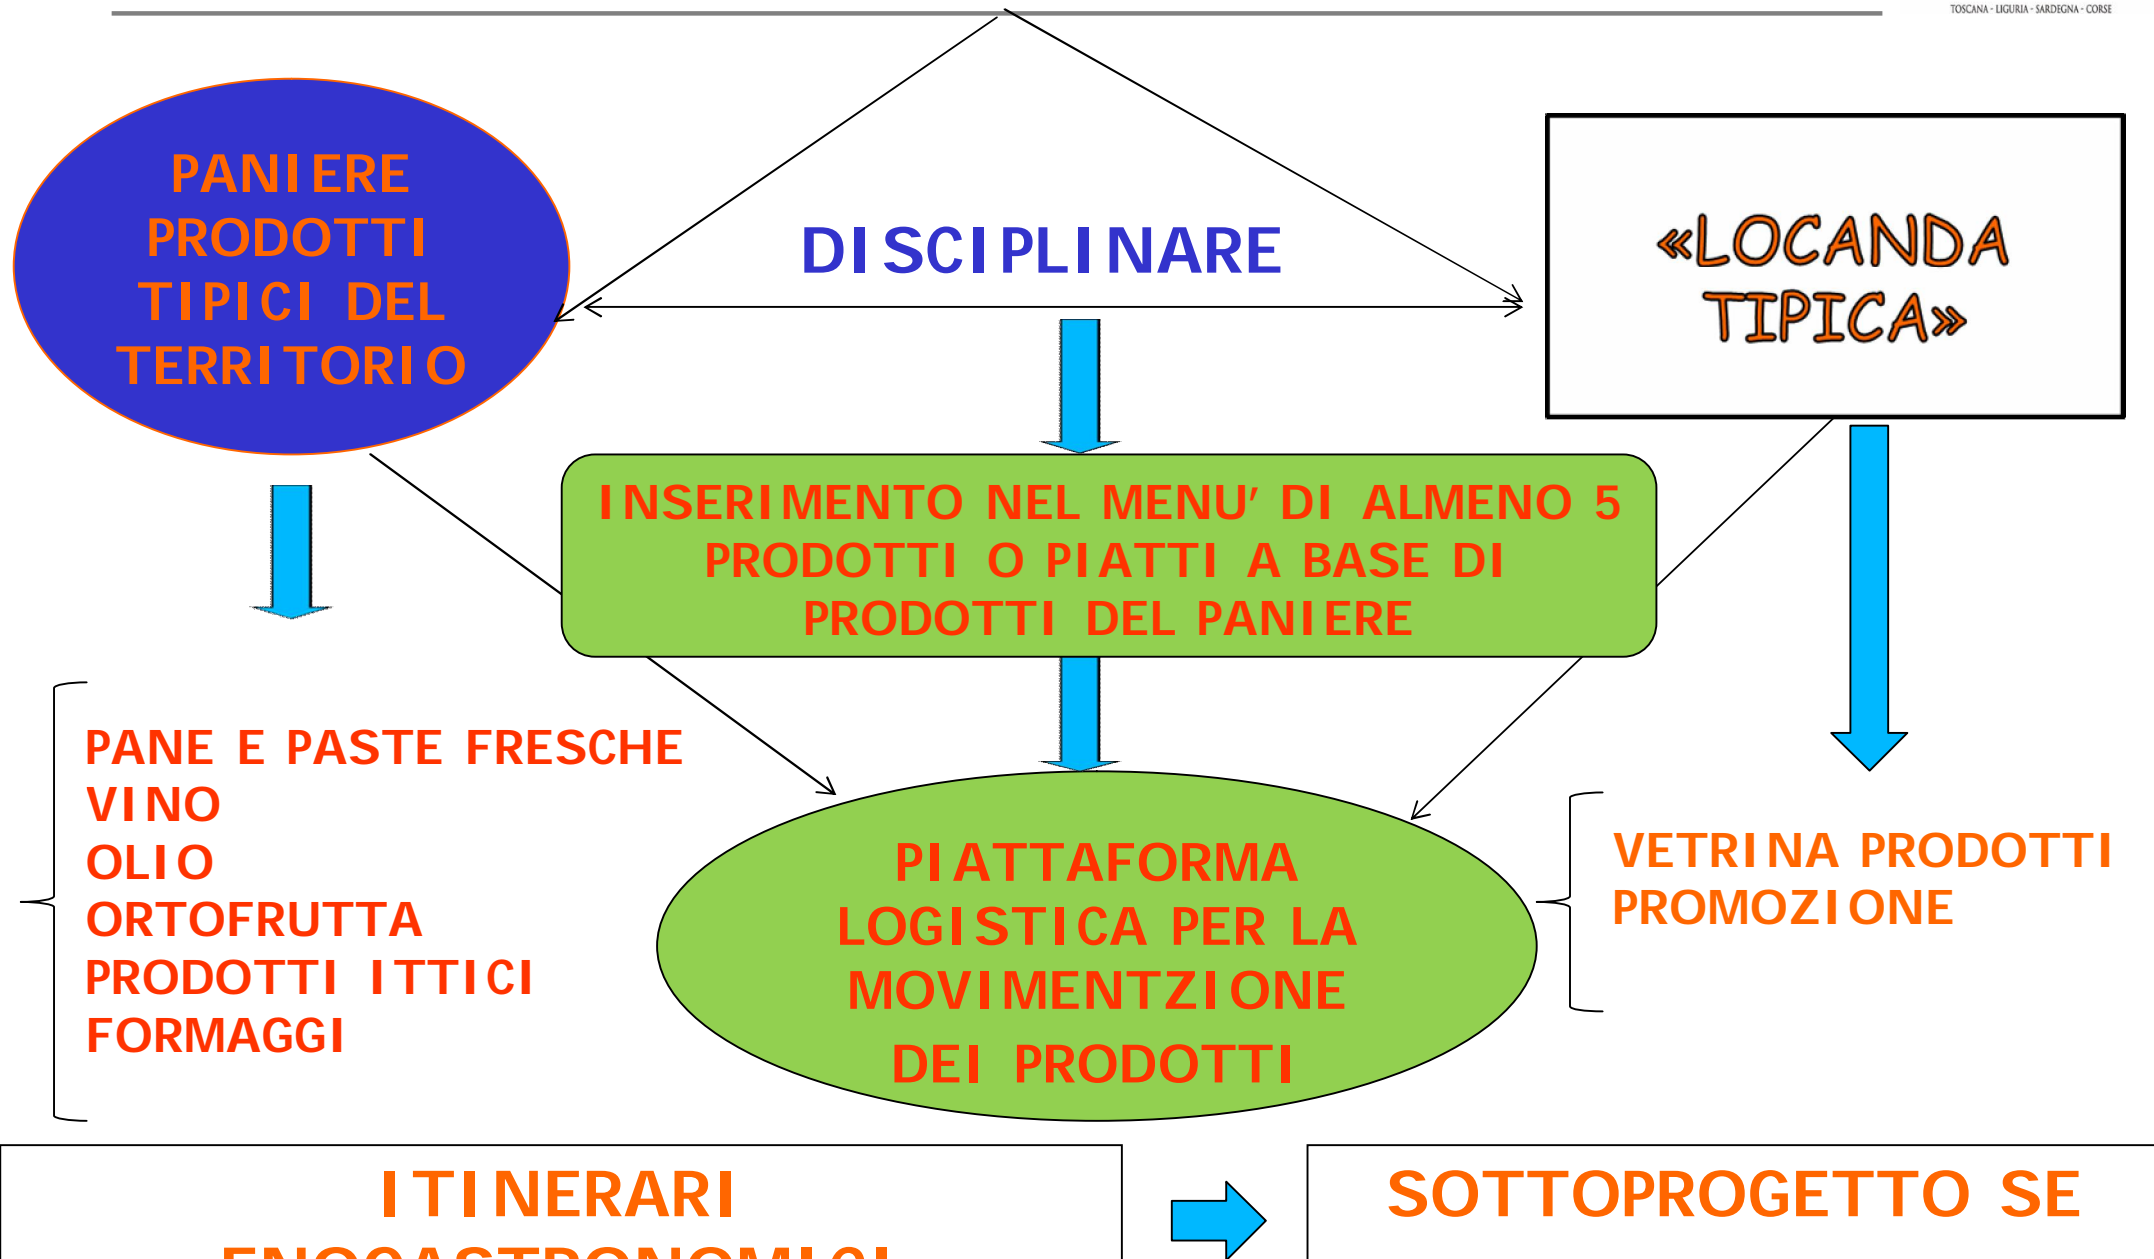 TOSCANA - LIGURIA - SARDEGNA - CORSE
PANIERE
PRODOTTI
TIPICI DEL
TERRITORIO
DISCIPLINARE
«LOCANDA
TIPICA»
INSERIMENTO NEL MENU’ DI ALMENO 5
PRODOTTI O PIATTI A BASE DI
PRODOTTI DEL PANIERE
PANE E PASTE FRESCHE
VINO
OLIO
ORTOFRUTTA
PRODOTTI ITTICI
FORMAGGI
PIATTAFORMA
LOGISTICA PER LA
MOVIMENTZIONE
DEI PRODOTTI
VETRINA PRODOTTI
PROMOZIONE
ITINERARI
ENOGASTRONOMICI
SOTTOPROGETTO SE